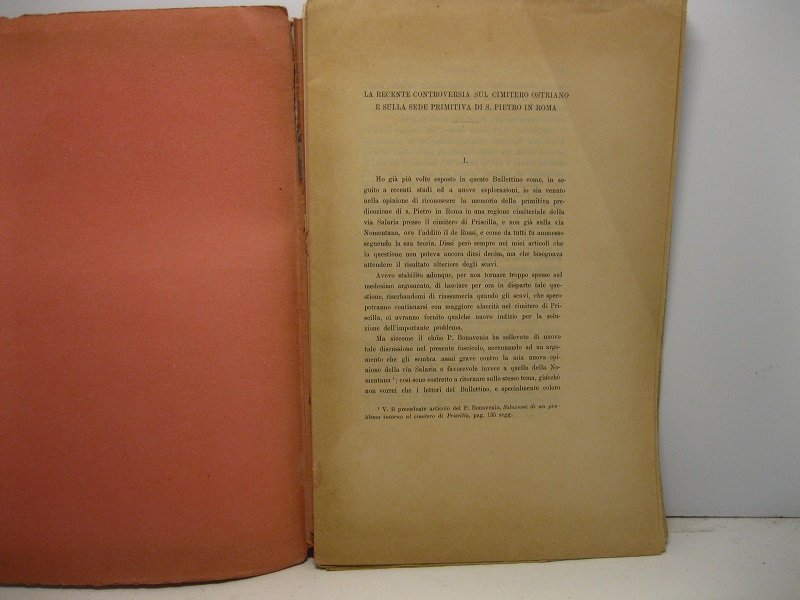 LA RECENTE CONTROVERSIA SUL CIMITERO OSTRIANO
E SULLA SEDE PRIMITIVA DI S. PIETRO IN ROMA
I.
Ho già più volte esposto in questo Bullettino come, in se-
guito a recenti studi ed a nuove esplorazioni, io sia venuto
nella opinione di riconoscere la memoria della primitiva pre-
dicazione di s. Pietro in Roma in una regione cimiteriale della
via Salaria presso il cimitero di Priscilla, e non già sulla via
Nomentana, ove l'additò il de Rossi, e come da tutti fu ammesso
seguendo la sua teoria. Dissi però sempre nei miei articoli che
la questione non poteva ancora dirsi decisa, ma che bisognava
attendere il risultato ulteriore degli scavi.
Avevo stabilito adunque, per non tornare troppo spesso sul
medesimo argomento, di lasciare per ora in disparte tale que-
stione, riserbandomi di riassumerla quando gli scavi, che spero
potranno continuarsi con maggiore alacrità nel cimitero di Pri-
scilla, ci avranno fornito qualche nuovo indizio per la solu-
zione dell'importante problema.
Ma siccome il chiño P. Bonavenia ha sollevato di nuovo
tale discussione nel presente fascicolo, accennando ad un argo-
mento che gli sembra assai grave contro la mia nuova opi-
nione della via Salaria e favorevole invece a quella della No-
mentana ¹; così sono costretto a ritornare sullo stesso tema, giacchè
non vorrei che i lettori del Bullettino, e specialmente coloro
¹ V. il precedente articolo del P. Bonavenia, Soluzione di un pro
blema intorno al cimitero di Priscilla, pag. 135 segg.